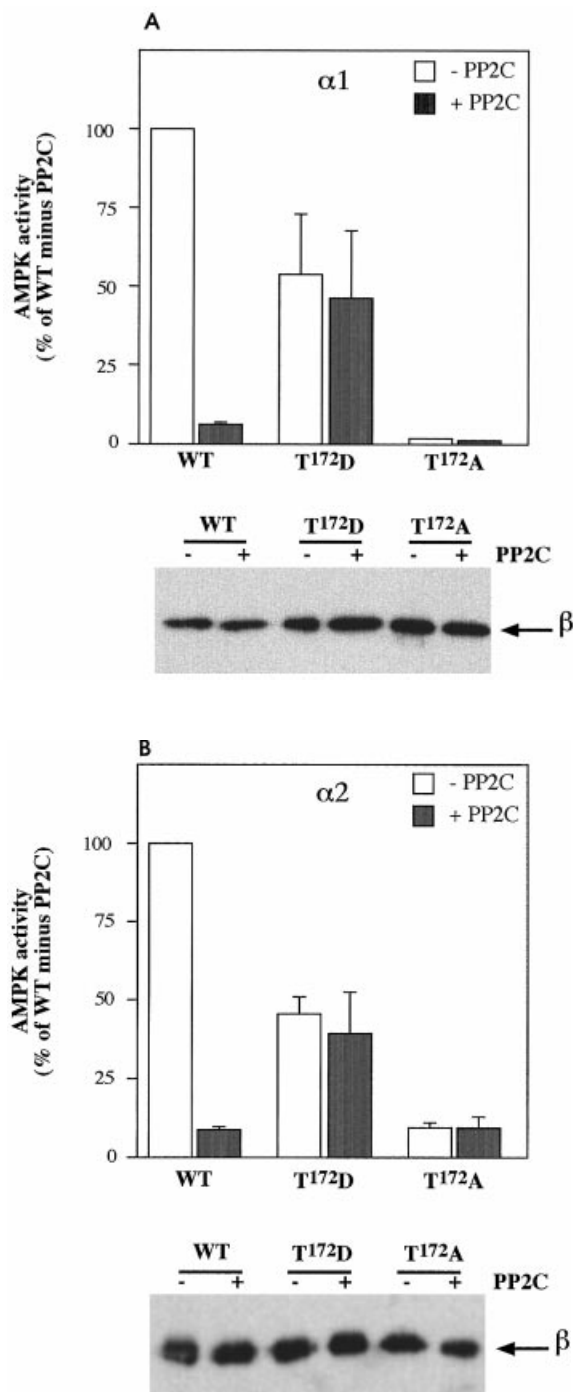 A
α1
- PP2C
+ PP2C
AMPK activity
(% of WT minus PP2C)
100
75
50
25
0
WT T¹⁷²D T¹⁷²A
WT T¹⁷²D T¹⁷²A
- + - + - + PP2C
β
B
α2
- PP2C
+ PP2C
AMPK activity
(% of WT minus PP2C)
100
75
50
25
0
WT T¹⁷²D T¹⁷²A
WT T¹⁷²D T¹⁷²A
- + - + - + PP2C
β